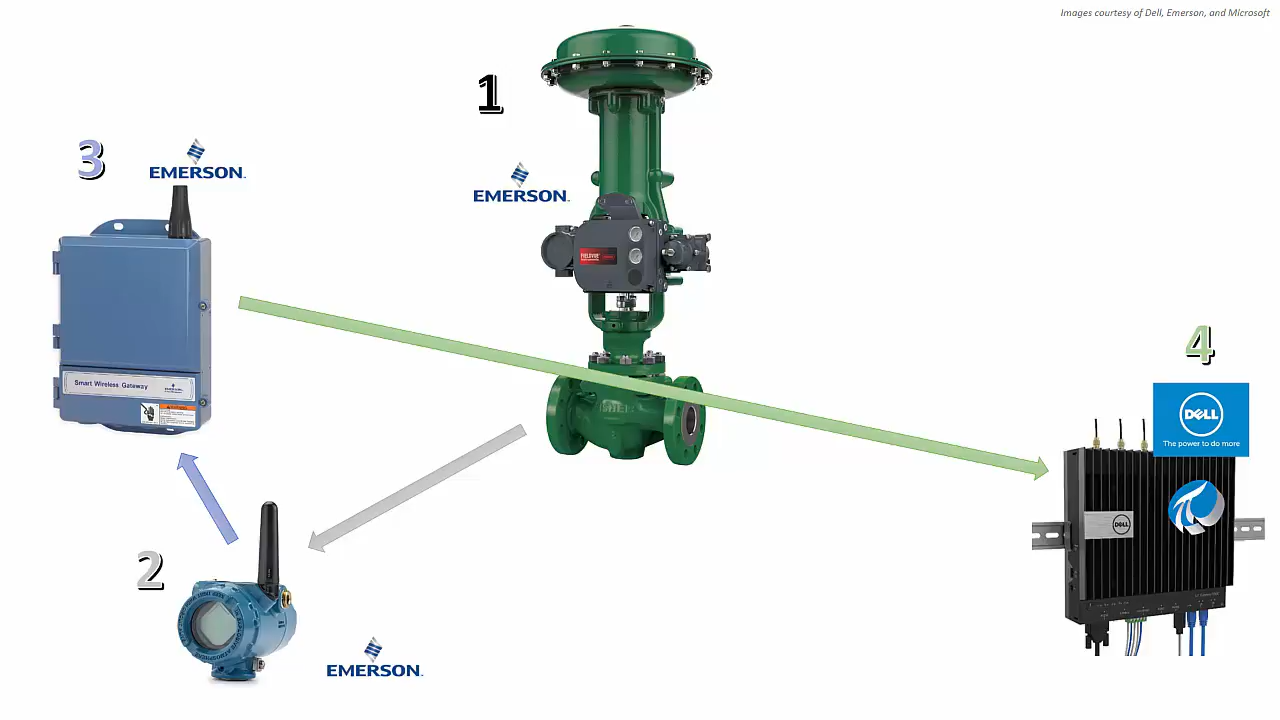 Images courtesy of Dell, Emerson, and Microsoft
1
3
EMERSON.
EMERSON.
FIELDVUE
Smart Wireless Gateway
4
DELL
The power to do more
DELL
2
EMERSON.